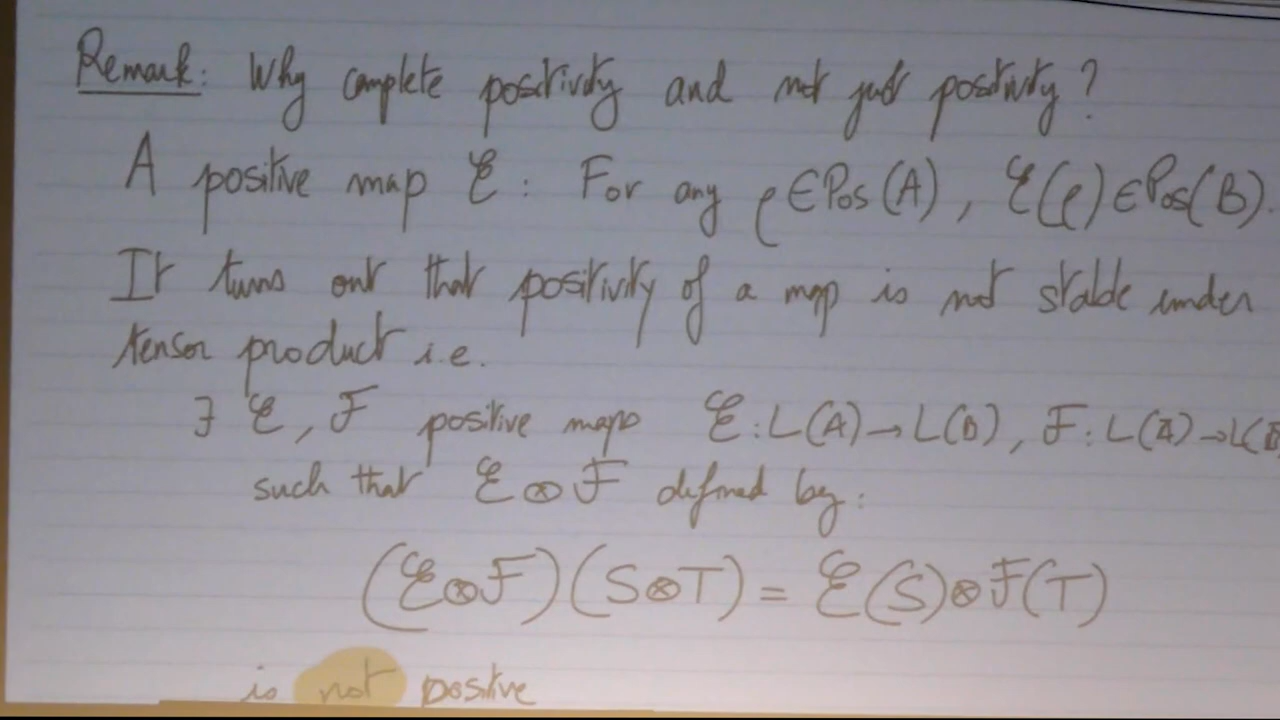 Remark: Why complete positivity and not just positivity?
A positive map ℰ: For any ρ∈Pos(A), ℰ(ρ)∈Pos(B).
It turns out that positivity of a map is not stable under
tensor product i.e.
∃ ℰ, ℱ positive maps ℰ: L(A)→L(B), ℱ: L(A)→L(B)
such that ℰ⊗ℱ defined by:
(ℰ⊗ℱ)(S⊗T) = ℰ(S)⊗ℱ(T)
is not positive